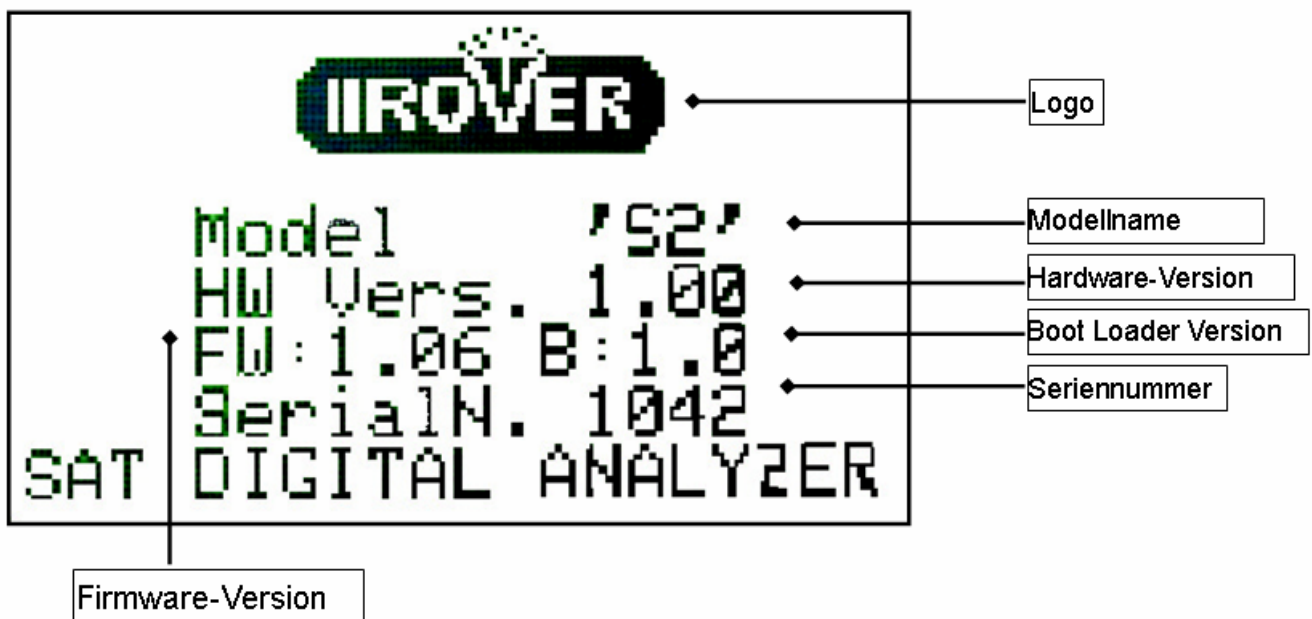 ROVER
Logo
Model 'S2'
Modellname
HW Vers. 1.00
Hardware-Version
FW:1.06 B:1.0
Boot Loader Version
SerialN. 1042
Seriennummer
SAT DIGITAL ANALYZER
Firmware-Version